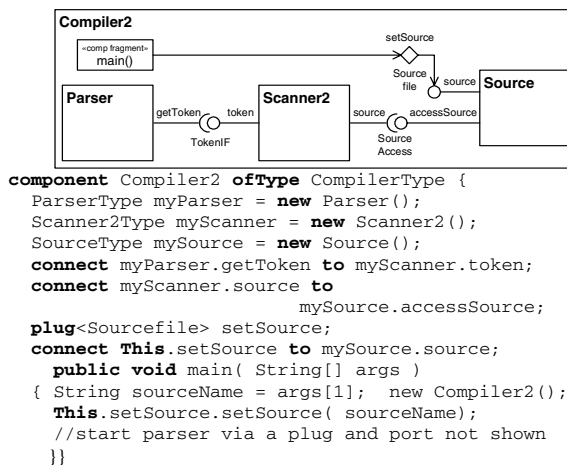 Compiler2
«comp fragment»
main()
setSource
Source
file
source
Parser
getToken
TokenIF
token
Scanner2
source
Source
Access
accessSource
Source
component Compiler2 ofType CompilerType {
ParserType myParser = new Parser();
Scanner2Type myScanner = new Scanner2();
SourceType mySource = new Source();
connect myParser.getToken to myScanner.token;
connect myScanner.source to
mySource.accessSource;
plug<Sourcefile> setSource;
connect This.setSource to mySource.source;
public void main( String[] args )
{ String sourceName = args[1]; new Compiler2();
This.setSource.setSource( sourceName);
//start parser via a plug and port not shown
}}